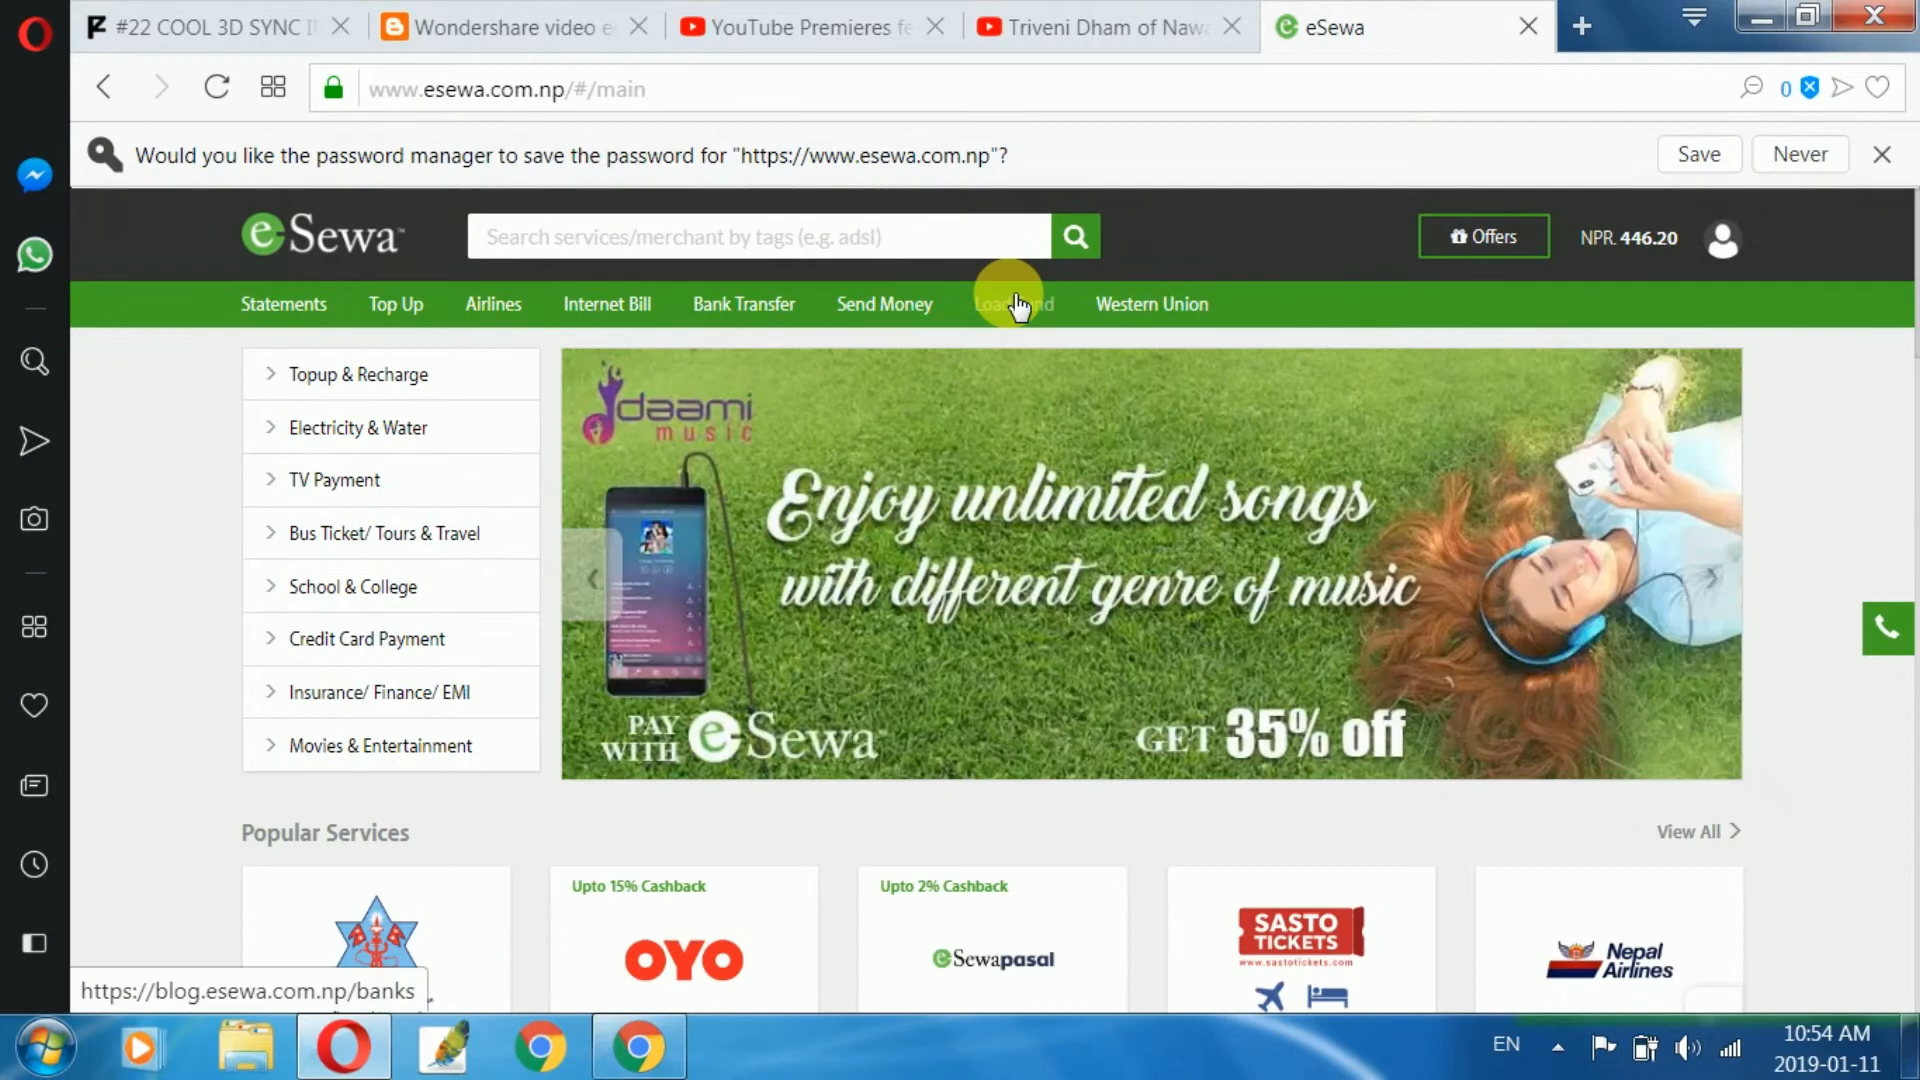 #22 COOL 3D SYNC I
Wondershare video e
YouTube Premieres fe
Triveni Dham of Nawa
eSewa
www.esewa.com.np/#/main
0
Would you like the password manager to save the password for "https://www.esewa.com.np"?
Save
Never
eSewa
Search services/merchant by tags (e.g. adsl)
Offers
NPR. 446.20
Statements
Top Up
Airlines
Internet Bill
Bank Transfer
Send Money
Western Union
Topup & Recharge
Electricity & Water
TV Payment
Bus Ticket/ Tours & Travel
School & College
Credit Card Payment
Insurance/ Finance/ EMI
Movies & Entertainment
daami
music
Enjoy unlimited songs
with different genre of music
PAY
WITH
eSewa
GET 35% off
Popular Services
View All
Upto 15% Cashback
OYO
Upto 2% Cashback
eSewapasal
SASTO
TICKETS
www.sastotickets.com
Nepal
Airlines
https://blog.esewa.com.np/banks
EN
10:54 AM
2019-01-11